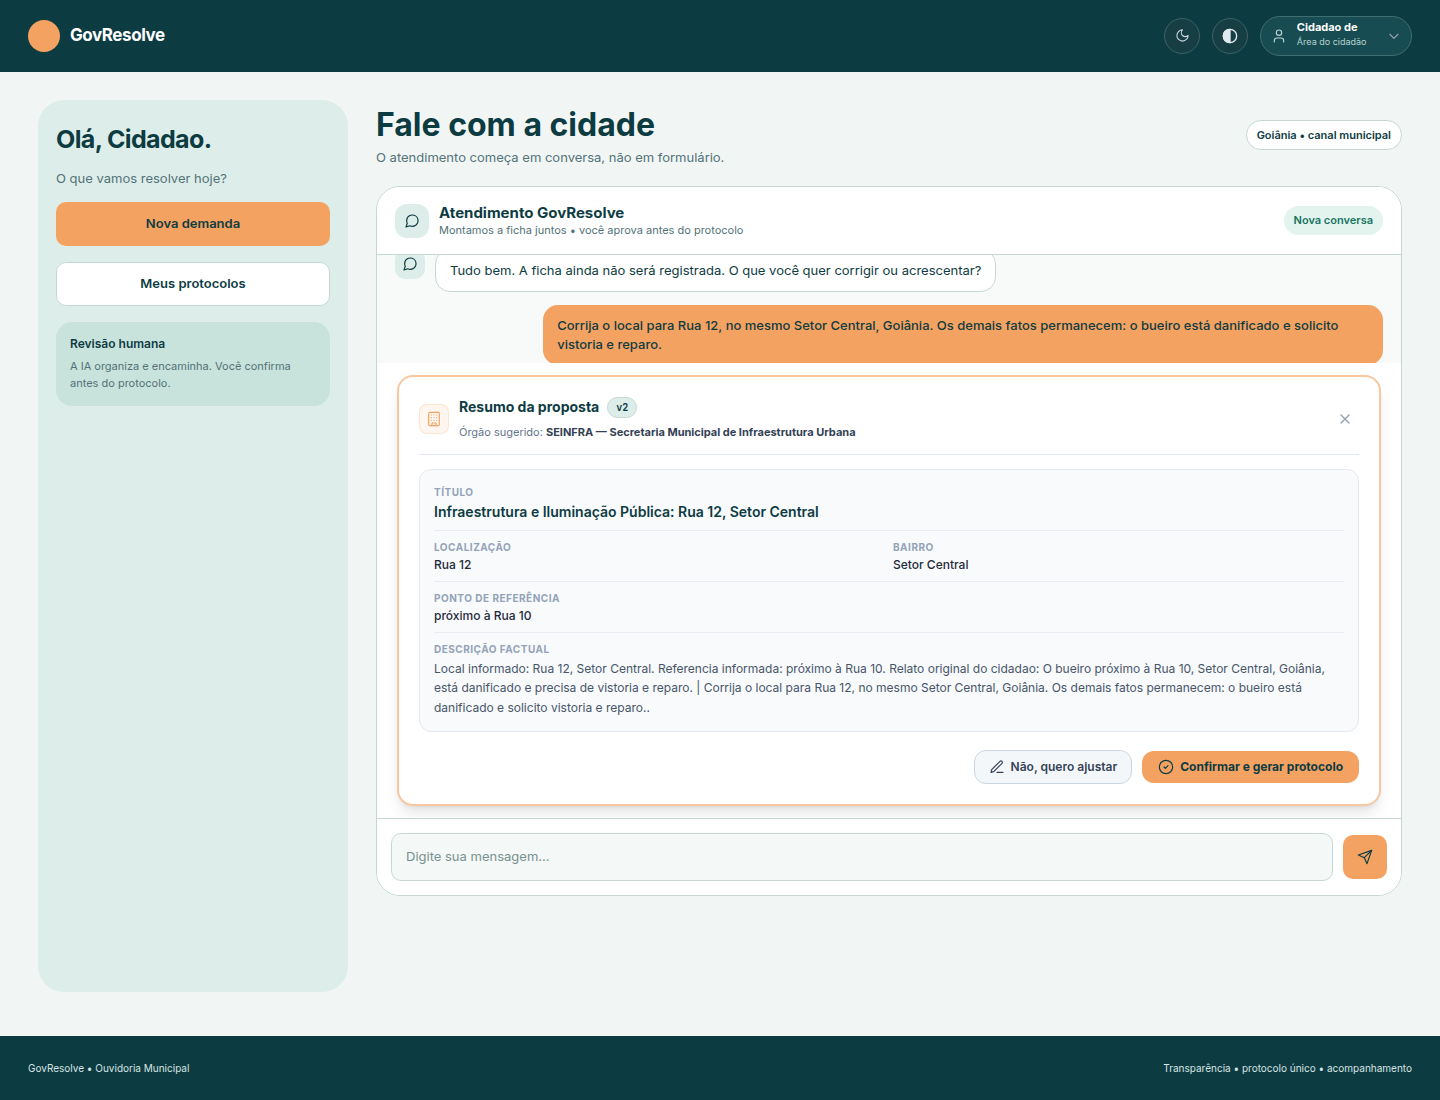 GovResolve
Cidadao de
Área do cidadão
Olá, Cidadao.
O que vamos resolver hoje?
Nova demanda
Meus protocolos
Revisão humana
A IA organiza e encaminha. Você confirma
antes do protocolo.
Fale com a cidade
O atendimento começa em conversa, não em formulário.
Goiânia • canal municipal
Atendimento GovResolve
Montamos a ficha juntos • você aprova antes do protocolo
Nova conversa
Tudo bem. A ficha ainda não será registrada. O que você quer corrigir ou acrescentar?
Corrija o local para Rua 12, no mesmo Setor Central, Goiânia. Os demais fatos permanecem: o bueiro está danificado e solicito
vistoria e reparo.
Resumo da proposta v2
Órgão sugerido: SEINFRA — Secretaria Municipal de Infraestrutura Urbana
TÍTULO
Infraestrutura e Iluminação Pública: Rua 12, Setor Central
LOCALIZAÇÃO
Rua 12
BAIRRO
Setor Central
PONTO DE REFERÊNCIA
próximo à Rua 10
DESCRIÇÃO FACTUAL
Local informado: Rua 12, Setor Central. Referencia informada: próximo à Rua 10. Relato original do cidadao: O bueiro próximo à Rua 10, Setor Central, Goiânia,
está danificado e precisa de vistoria e reparo. | Corrija o local para Rua 12, no mesmo Setor Central, Goiânia. Os demais fatos permanecem: o bueiro está
danificado e solicito vistoria e reparo..
Não, quero ajustar
Confirmar e gerar protocolo
Digite sua mensagem...
GovResolve • Ouvidoria Municipal
Transparência • protocolo único • acompanhamento